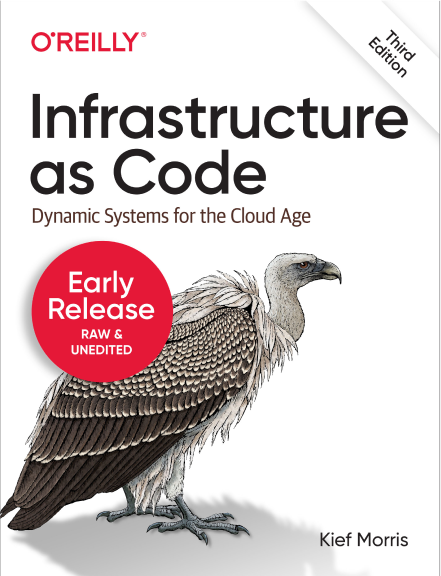 O'REILLY®
Third
Edition
Infrastructure
as Code
Dynamic Systems for the Cloud Age
Early
Release
RAW &
UNEDITED
Kief Morris